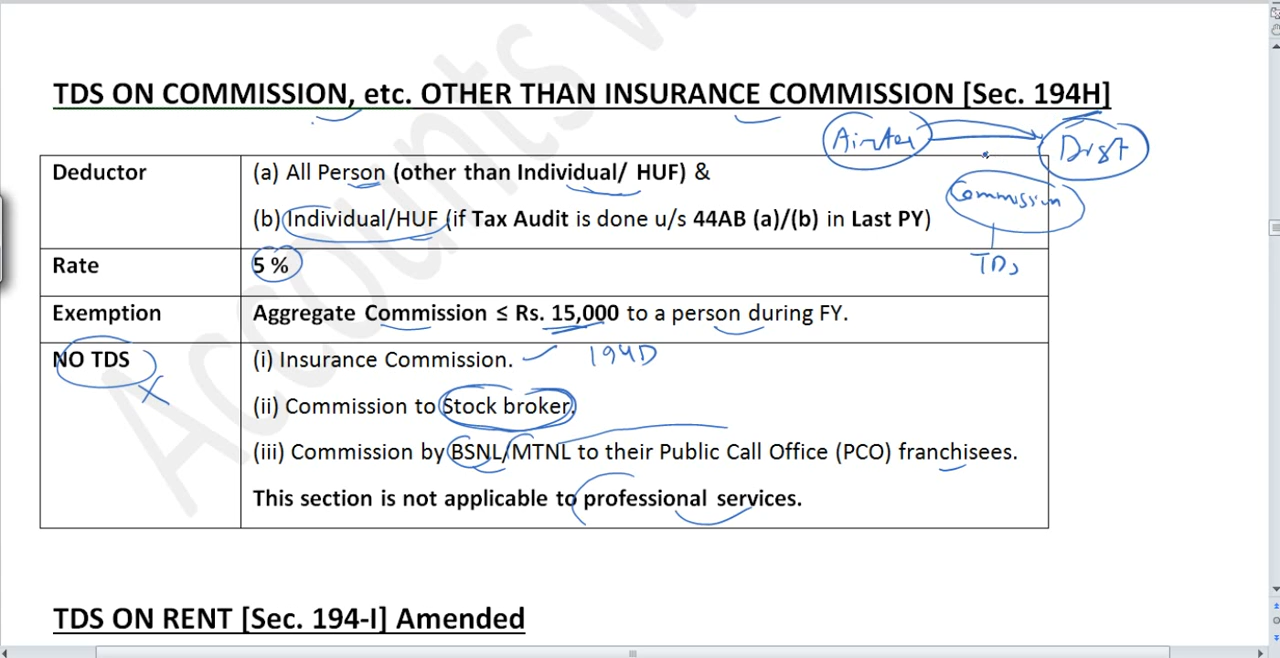 TDS ON COMMISSION, etc. OTHER THAN INSURANCE COMMISSION [Sec. 194H]
Airtel
Dist
Deductor
(a) All Person (other than Individual/ HUF) &
Commission
(b) Individual/HUF (if Tax Audit is done u/s 44AB (a)/(b) in Last PY)
Rate
5 %
TDS
Exemption
Aggregate Commission ≤ Rs. 15,000 to a person during FY.
NO TDS
(i) Insurance Commission.
194D
(ii) Commission to Stock broker.
(iii) Commission by BSNL/MTNL to their Public Call Office (PCO) franchisees.
This section is not applicable to professional services.
TDS ON RENT [Sec. 194-I] Amended
Accounts